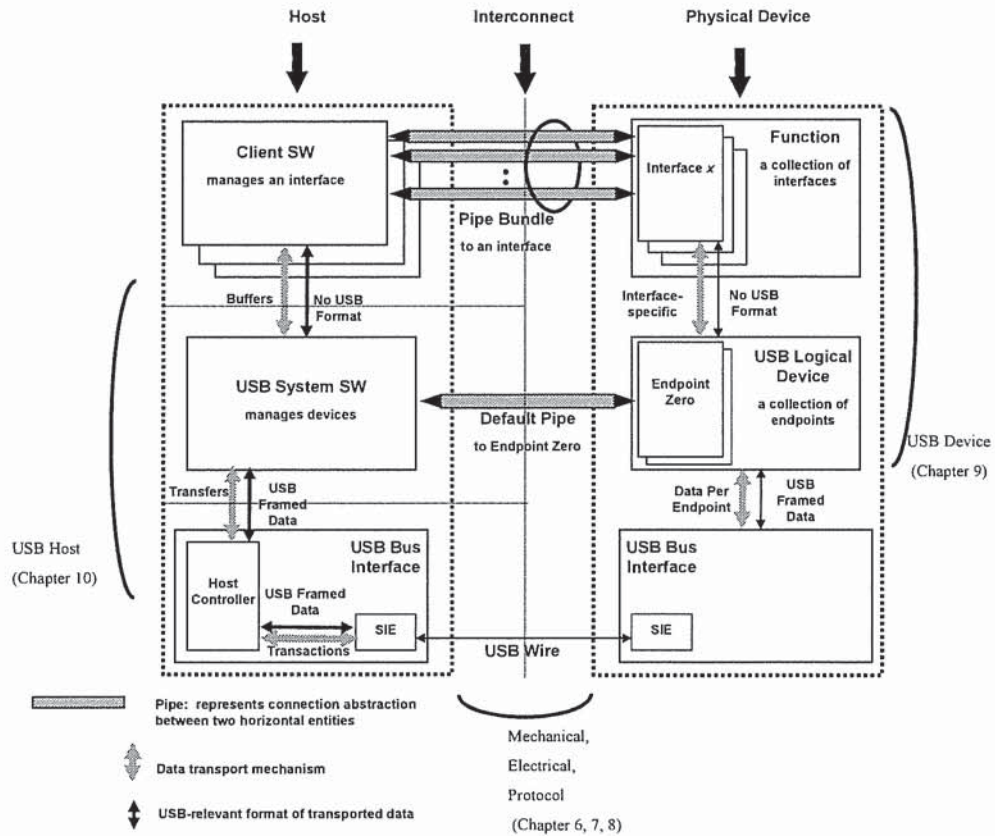 Host
Interconnect
Physical Device
Client SW
manages an interface
Interface x
Function
a collection of
interfaces
Pipe Bundle
to an interface
Buffers
No USB
Format
Interface-
specific
No USB
Format
USB System SW
manages devices
Default Pipe
to Endpoint Zero
Endpoint
Zero
USB Logical
Device
a collection of
endpoints
USB Device
(Chapter 9)
Transfers
USB
Framed
Data
Data Per
Endpoint
USB
Framed
Data
USB Host
(Chapter 10)
USB Bus
Interface
Host
Controller
USB Framed
Data
Transactions
SIE
USB Wire
USB Bus
Interface
SIE
Pipe: represents connection abstraction
between two horizontal entities
Data transport mechanism
USB-relevant format of transported data
Mechanical,
Electrical,
Protocol
(Chapter 6, 7, 8)